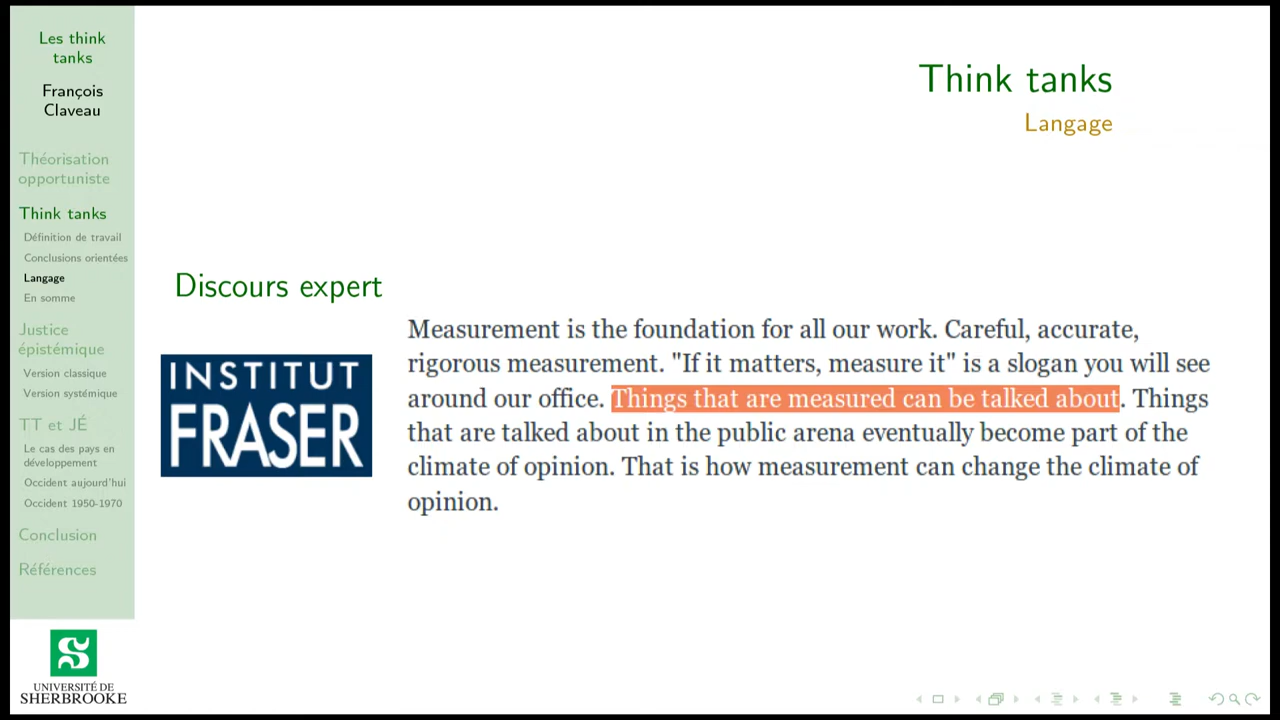 Les think
tanks
François
Claveau
Théorisation
opportuniste
Think tanks
Définition de travail
Conclusions orientées
Langage
En somme
Justice
épistémique
Version classique
Version systémique
TT et JÉ
Le cas des pays en
développement
Occident aujourd'hui
Occident 1950-1970
Conclusion
Références
UNIVERSITÉ DE
SHERBROOKE
Think tanks
Langage
Discours expert
INSTITUT
FRASER
Measurement is the foundation for all our work. Careful, accurate,
rigorous measurement. "If it matters, measure it" is a slogan you will see
around our office. Things that are measured can be talked about. Things
that are talked about in the public arena eventually become part of the
climate of opinion. That is how measurement can change the climate of
opinion.